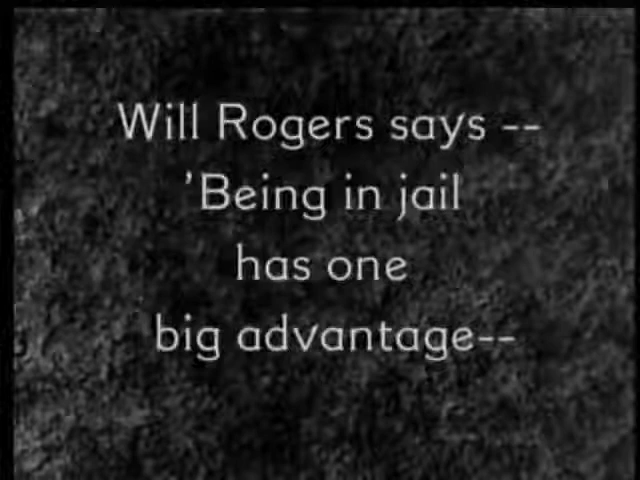 Will Rogers says --
'Being in jail
has one
big advantage--